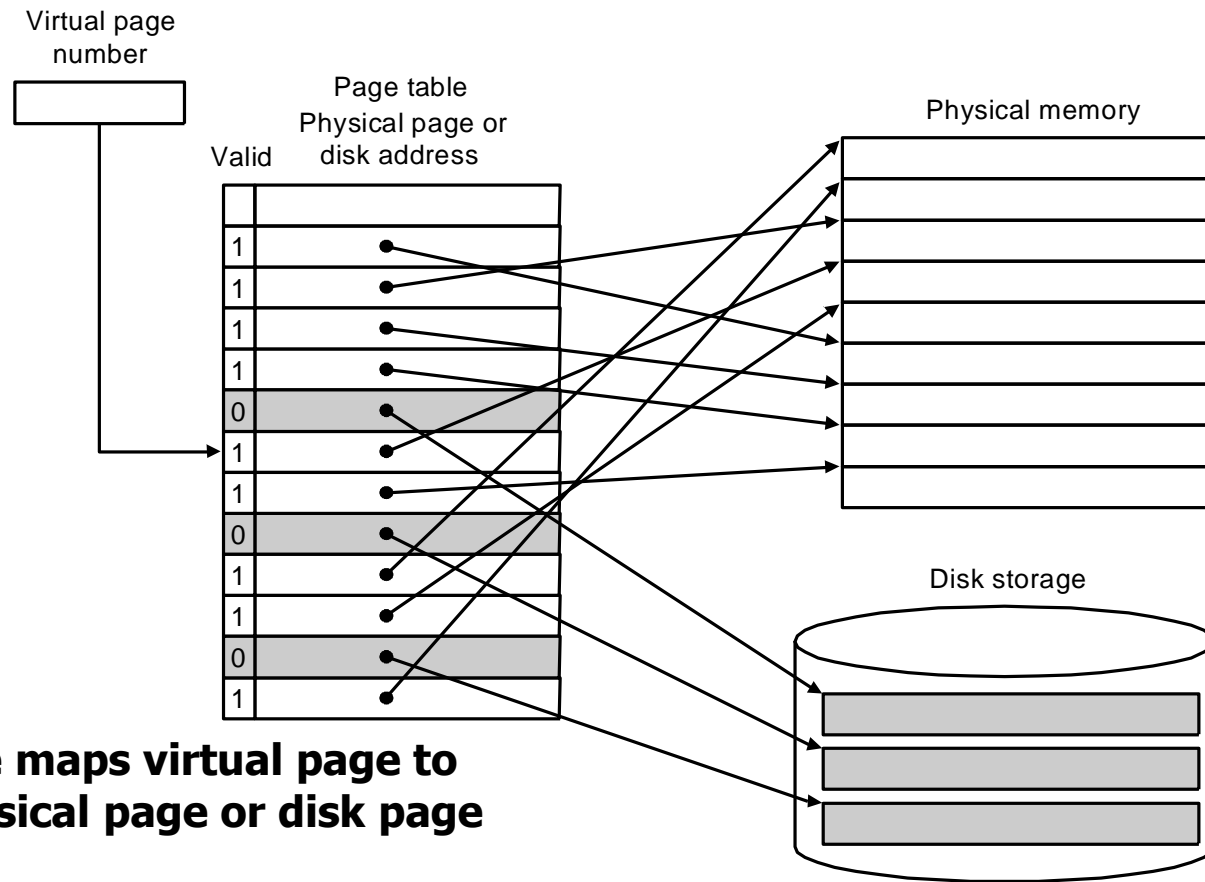 Virtual page
number
Page table
Physical page or
disk address
Valid
Physical memory
1
1
1
1
0
1
1
0
1
1
0
1
Disk storage
maps virtual page to
page or disk page